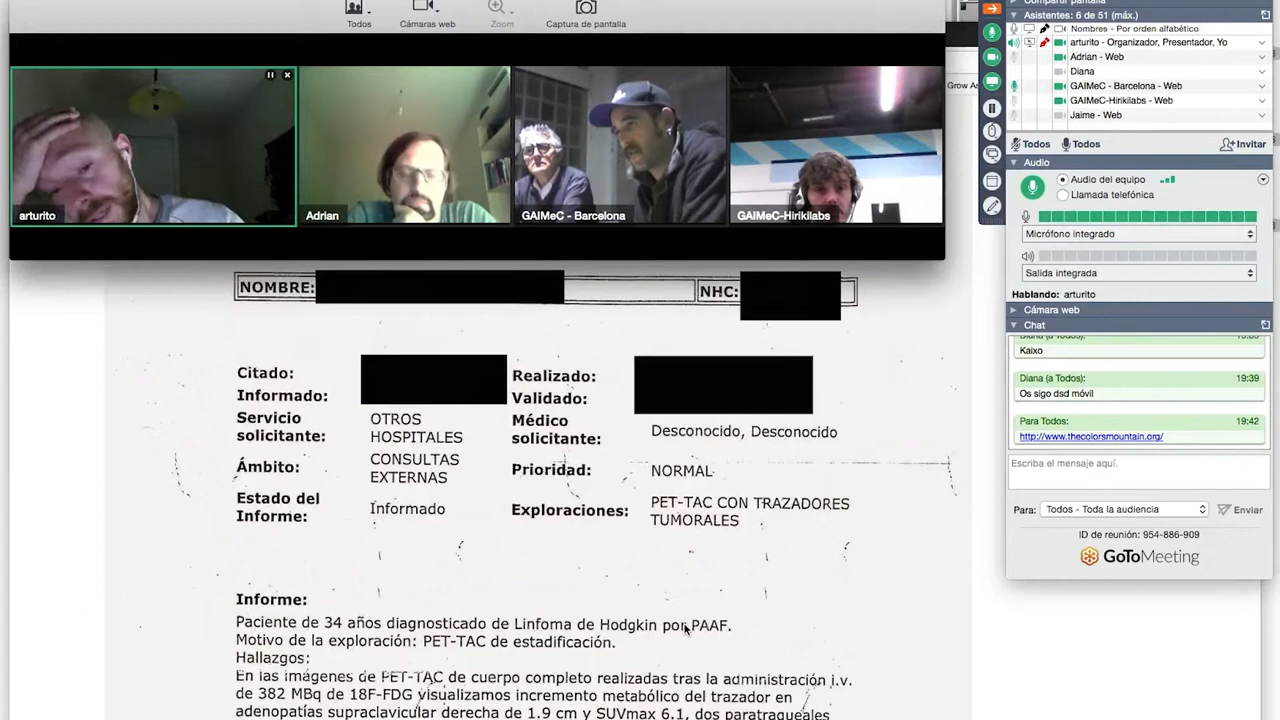 Todos
Cámaras web
Zoom
Captura de pantalla
arturito
Adrian
GAIMeC - Barcelona
GAIMeC-Hirikilabs
Grow As
NOMBRE:
NHC:
Citado:
Realizado:
Informado:
Validado:
Servicio
solicitante:
OTROS
HOSPITALES
Médico
solicitante:
Desconocido, Desconocido
Ámbito:
CONSULTAS
EXTERNAS
Prioridad:
NORMAL
Estado del
Informe:
Informado
Exploraciones:
PET-TAC CON TRAZADORES
TUMORALES
Informe:
Paciente de 34 años diagnosticado de Linfoma de Hodgkin por PAAF.
Motivo de la exploración: PET-TAC de estadificación.
Hallazgos:
En las imágenes de PET-TAC de cuerpo completo realizadas tras la administración i.v.
de 382 MBq de 18F-FDG visualizamos incremento metabólico del trazador en
adenopatías supraclavicular derecha de 1.9 cm y SUVmax 6.1, dos paratraqueales
Compartir pantalla
Asistentes: 6 de 51 (máx.)
Nombres - Por orden alfabético
arturito - Organizador, Presentador, Yo
Adrian - Web
Diana
GAIMeC - Barcelona - Web
GAIMeC-Hirikilabs - Web
Jaime - Web
Todos
Todos
Invitar
Audio
Audio del equipo
Llamada telefónica
Micrófono integrado
Salida integrada
Hablando: arturito
Cámara web
Chat
Diana (a Todos):
Kaixo
Diana (a Todos): 19:39
Os sigo dsd móvil
Para Todos: 19:42
http://www.thecolorsmountain.org/
Escriba el mensaje aquí.
Para: Todos - Toda la audiencia
Enviar
ID de reunión: 954-886-909
GoToMeeting